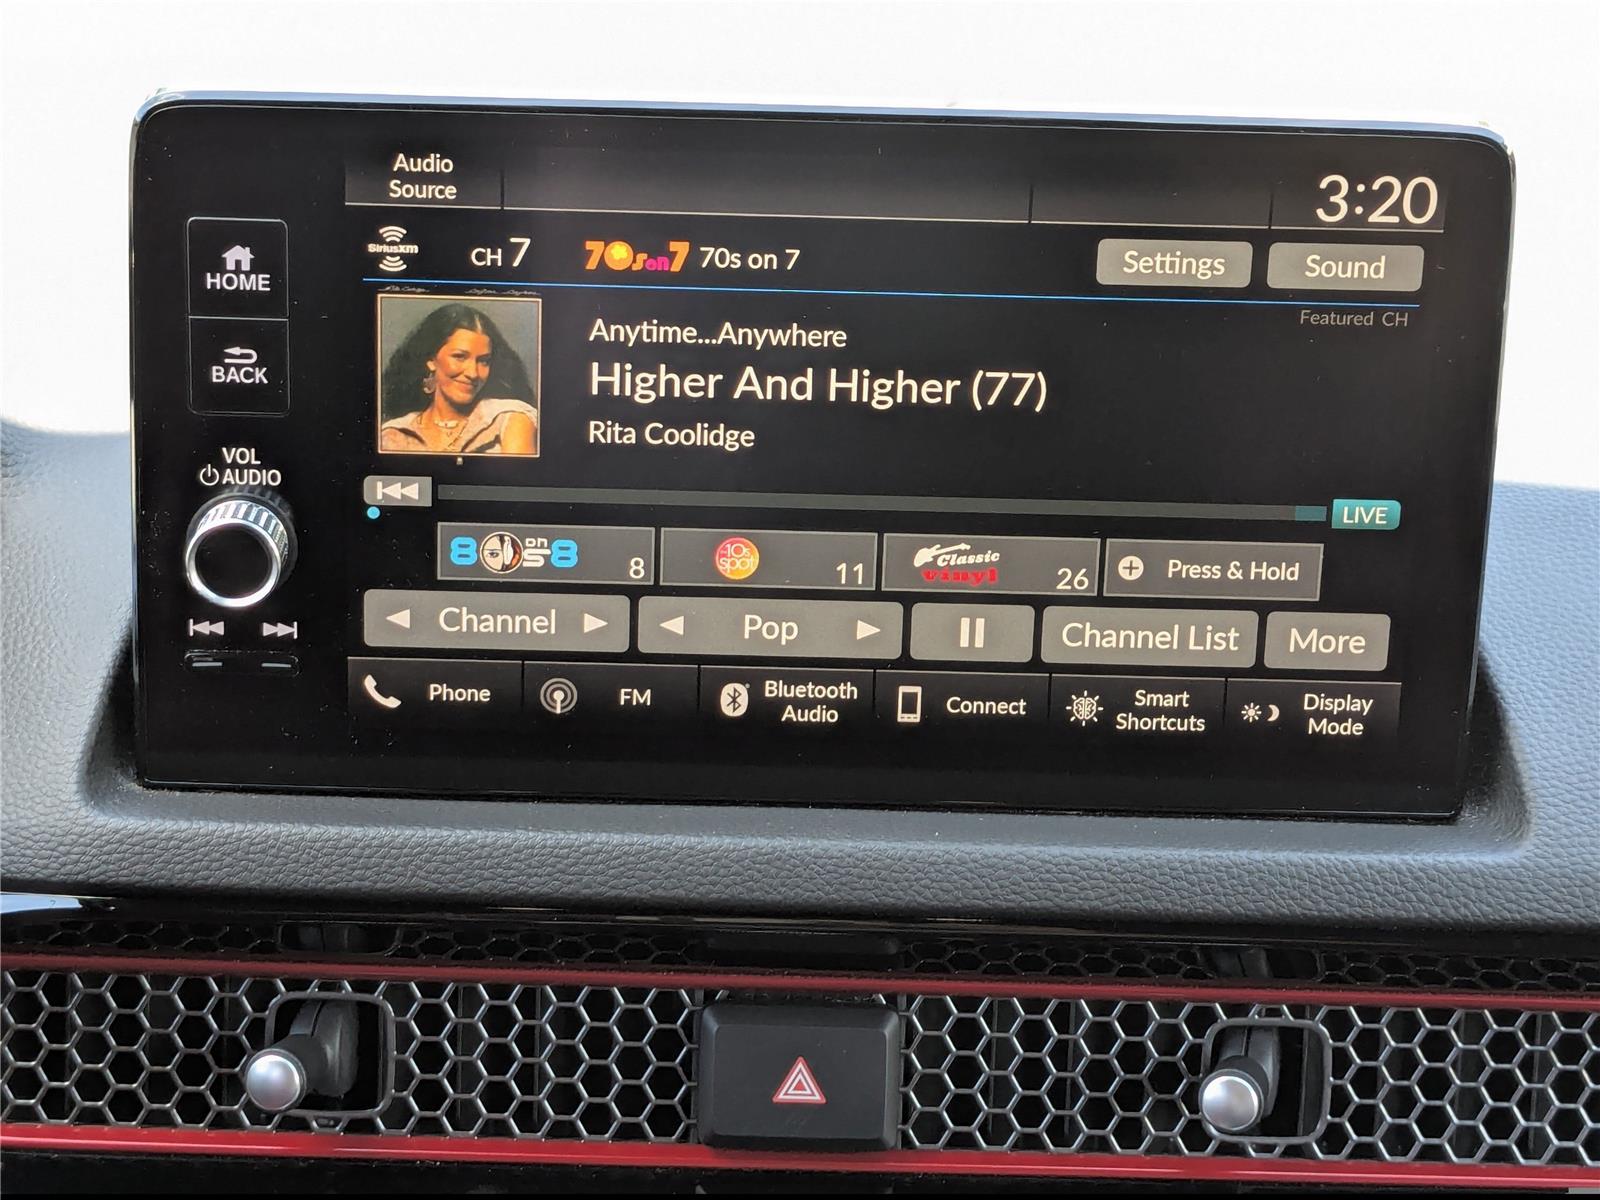 Audio
Source
3:20
SiriusXM
CH 7
70s on 7
70s on 7
Settings
Sound
Featured CH
HOME
BACK
VOL
AUDIO
Anytime...Anywhere
Higher And Higher (77)
Rita Coolidge
LIVE
80s on 8
8
10s
spot
11
Classic
vinyl
26
Press & Hold
Channel
Pop
Channel List
More
Phone
FM
Bluetooth
Audio
Connect
Smart
Shortcuts
Display
Mode